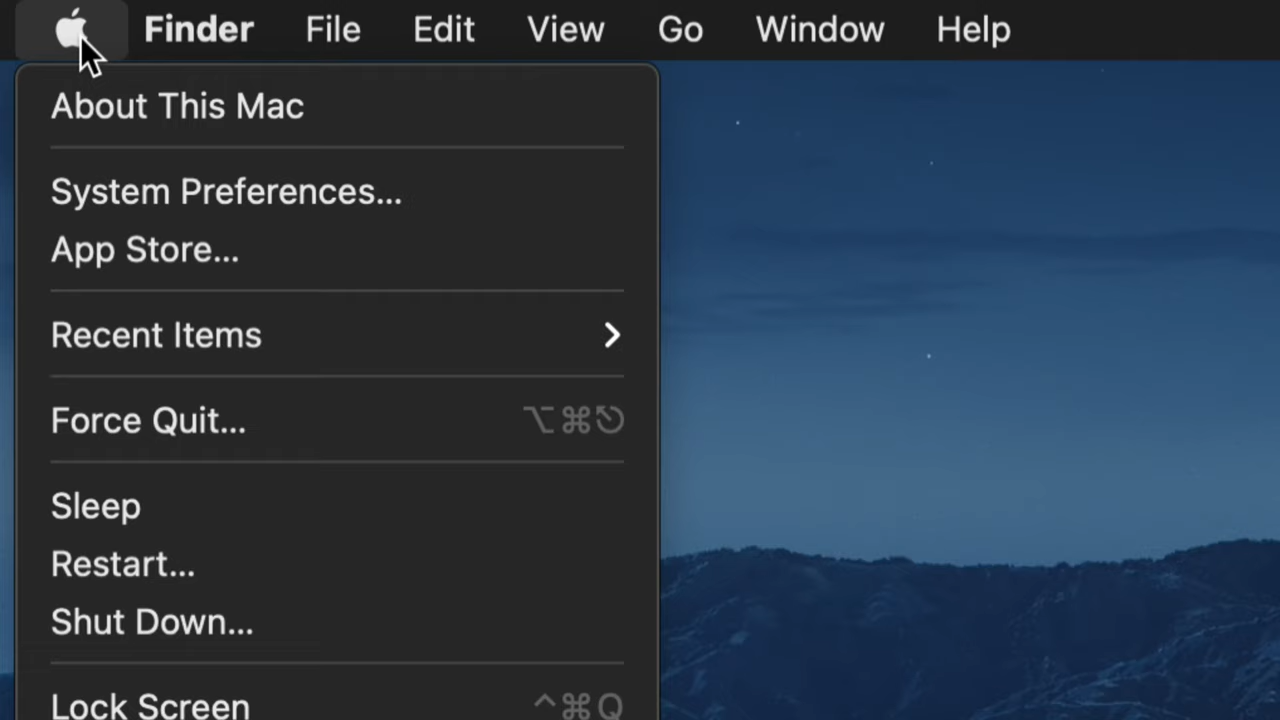 Finder File Edit View Go Window Help
About This Mac
System Preferences...
App Store...
Recent Items
Force Quit... ⌥⌘⎋
Sleep
Restart...
Shut Down...
Lock Screen ^⌘Q